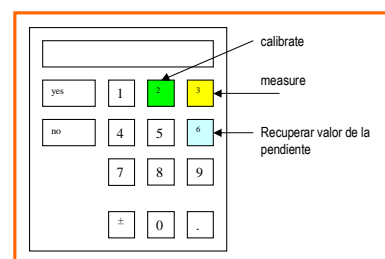 calibrate
yes 1 2 3
measure
no 4 5 6
Recuperar valor de la
pendiente
7 8 9
± 0 .